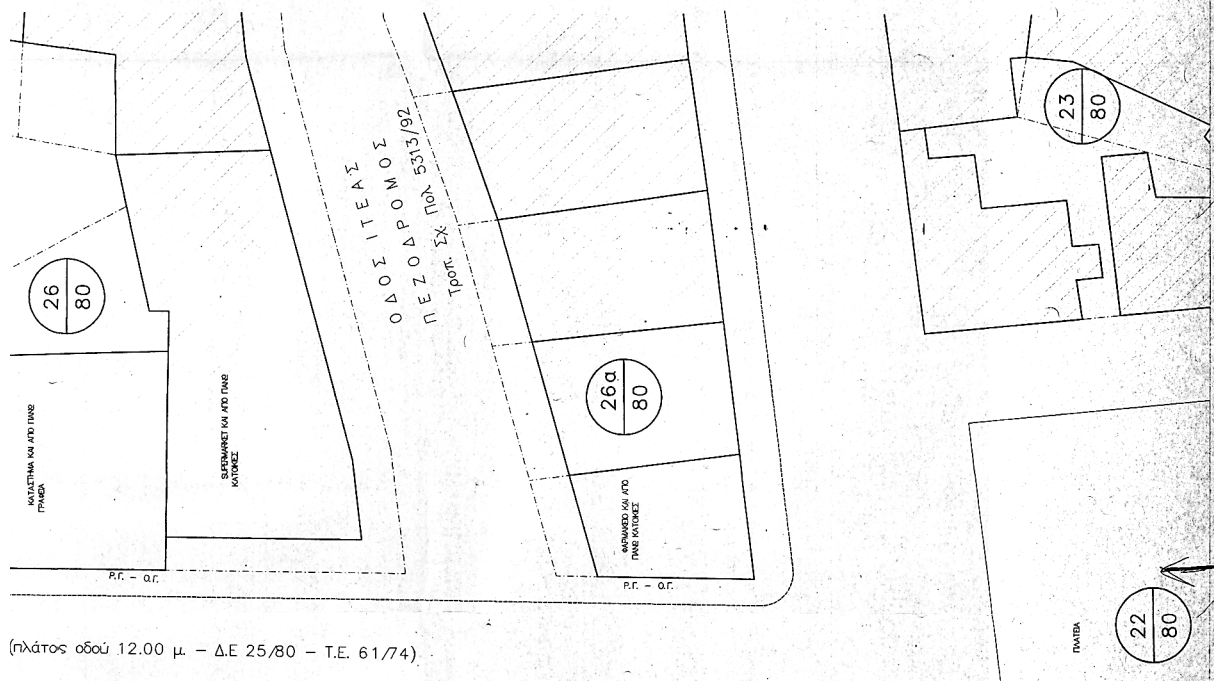 ΟΔΟΣ ΙΤΕΑΣ
ΠΕΖΟΔΡΟΜΟΣ
Τροπ. Σχ. Πολ. 5313/92
26
80
ΚΑΤΑΣΤΗΜΑ ΚΑΙ ΑΠΟ ΠΑΝΩ
ΓΡΑΦΕΙΑ
SUPERMARKET ΚΑΙ ΑΠΟ ΠΑΝΩ
ΚΑΤΟΙΚΙΕΣ
26α
80
ΦΑΡΜΑΚΕΙΟ ΚΑΙ ΑΠΟ
ΠΑΝΩ ΚΑΤΟΙΚΙΕΣ
23
80
ΠΛΑΤΕΙΑ
22
80
Ρ.Γ. - Ο.Γ.
Ρ.Γ. - Ο.Γ.
(πλάτος οδού 12.00 μ. - Δ.Ε 25/80 - Τ.Ε. 61/74)